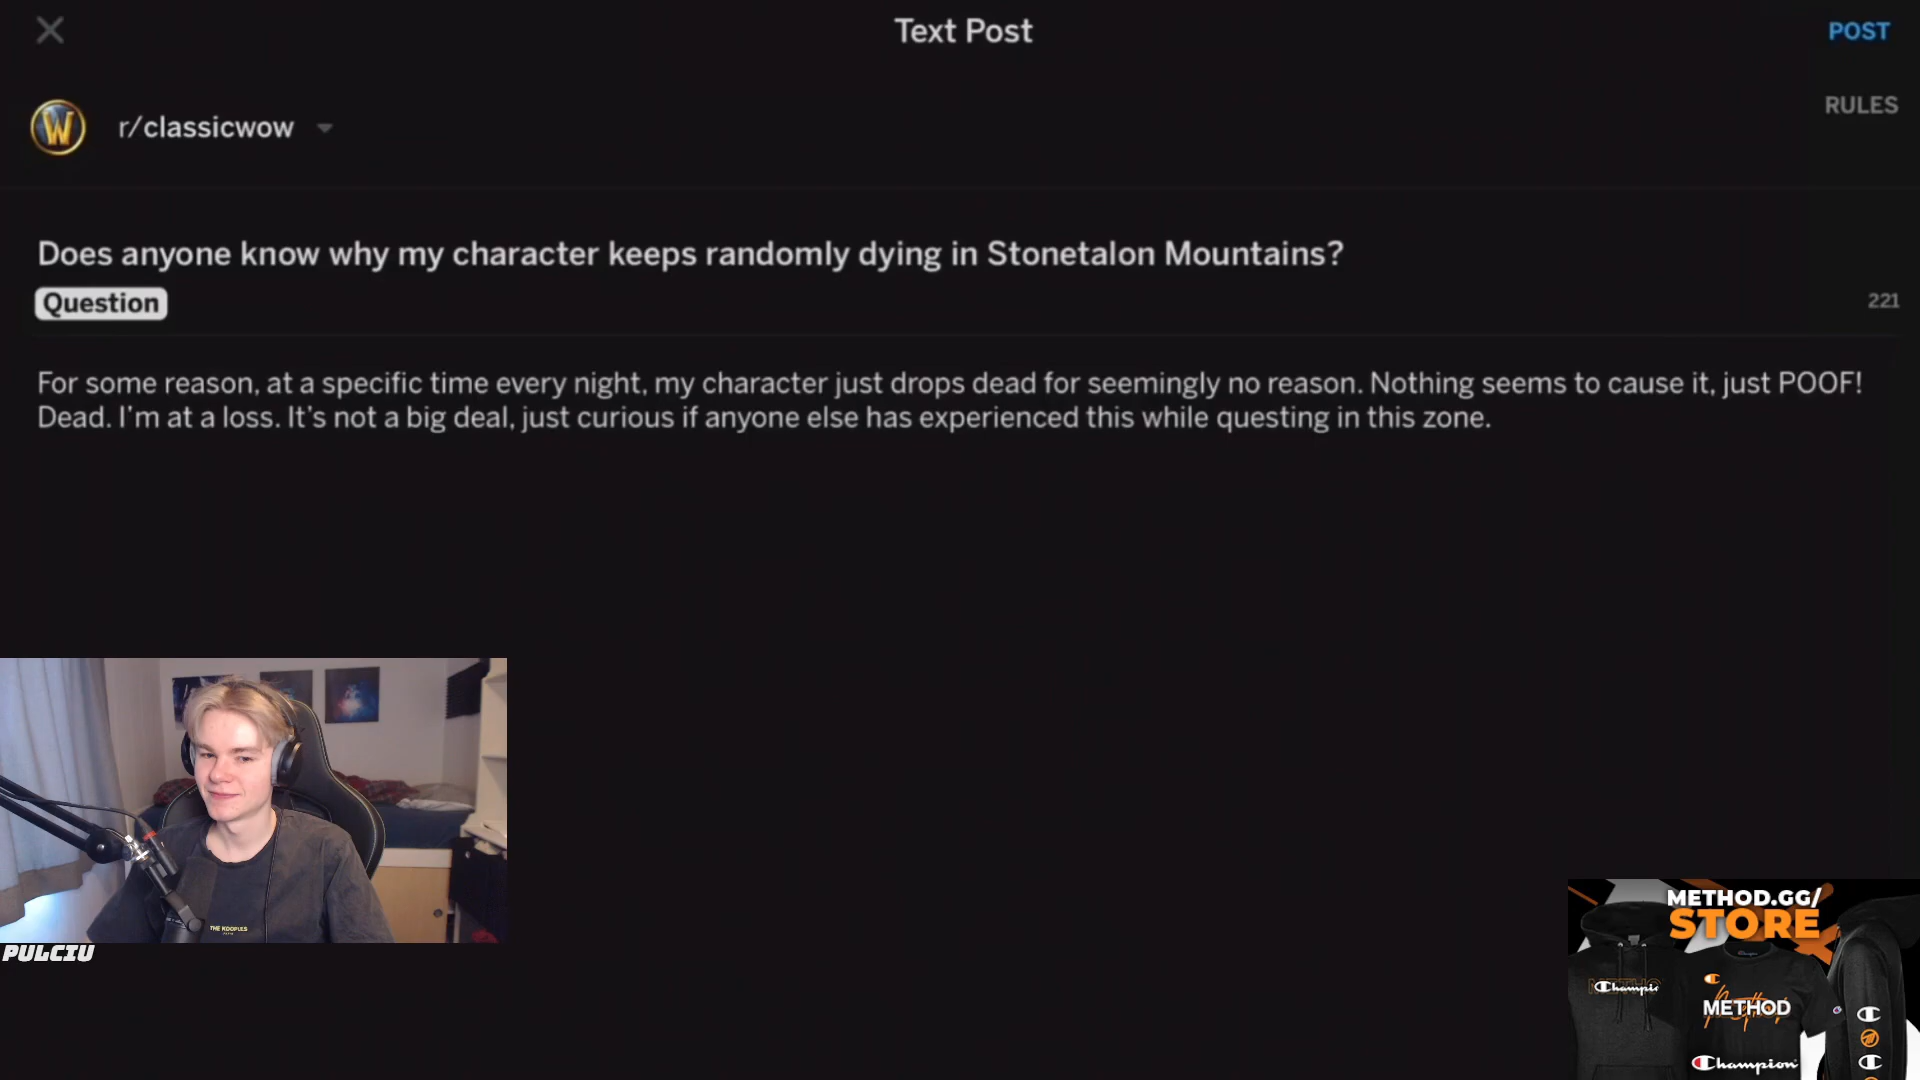 Text Post
POST
r/classicwow
RULES
Does anyone know why my character keeps randomly dying in Stonetalon Mountains?
Question
221
For some reason, at a specific time every night, my character just drops dead for seemingly no reason. Nothing seems to cause it, just POOF!
Dead. I'm at a loss. It's not a big deal, just curious if anyone else has experienced this while questing in this zone.
THE KOOPLES
PULCIU
METHOD.GG/
STORE
Champio
METHOD
Champion